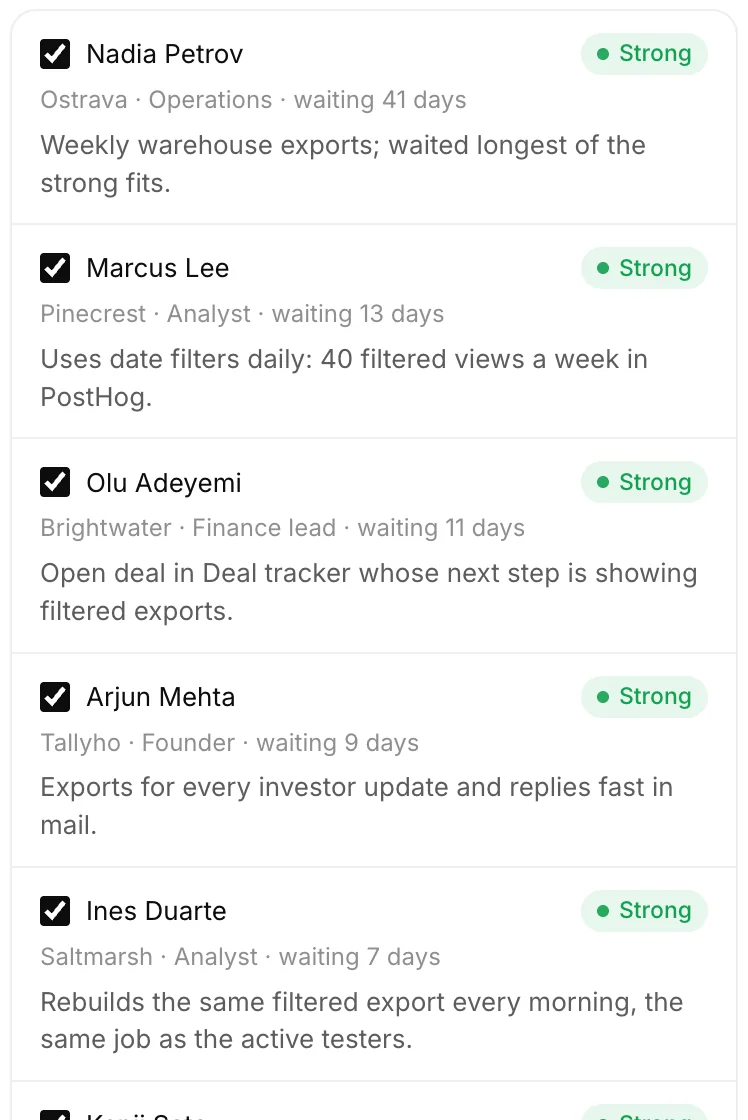 Nadia Petrov
Strong
Ostrava · Operations · waiting 41 days
Weekly warehouse exports; waited longest of the
strong fits.
Marcus Lee
Strong
Pinecrest · Analyst · waiting 13 days
Uses date filters daily: 40 filtered views a week in
PostHog.
Olu Adeyemi
Strong
Brightwater · Finance lead · waiting 11 days
Open deal in Deal tracker whose next step is showing
filtered exports.
Arjun Mehta
Strong
Tallyho · Founder · waiting 9 days
Exports for every investor update and replies fast in
mail.
Ines Duarte
Strong
Saltmarsh · Analyst · waiting 7 days
Rebuilds the same filtered export every morning, the
same job as the active testers.